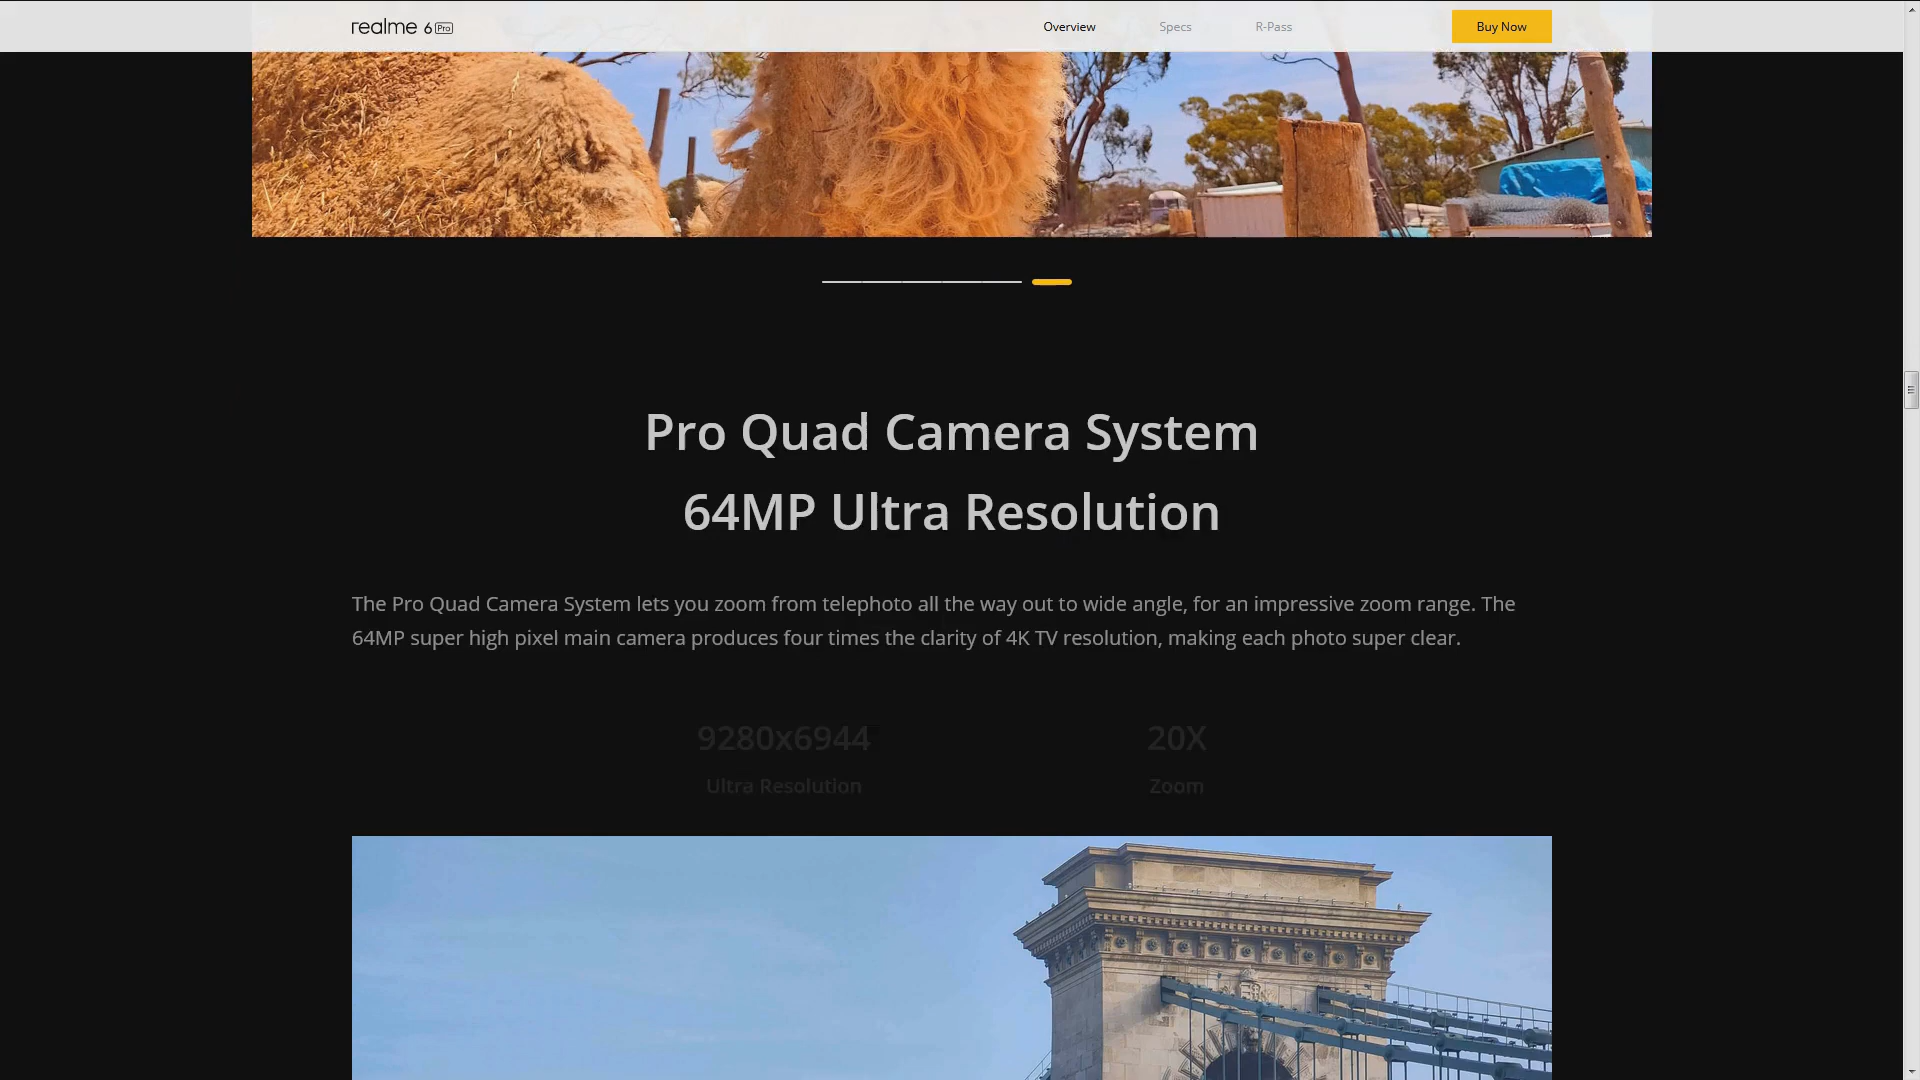 realme 6 Pro
Overview
Specs
R-Pass
Buy Now
Pro Quad Camera System
64MP Ultra Resolution
The Pro Quad Camera System lets you zoom from telephoto all the way out to wide angle, for an impressive zoom range. The
64MP super high pixel main camera produces four times the clarity of 4K TV resolution, making each photo super clear.
9280x6944
20X
Ultra Resolution
Zoom